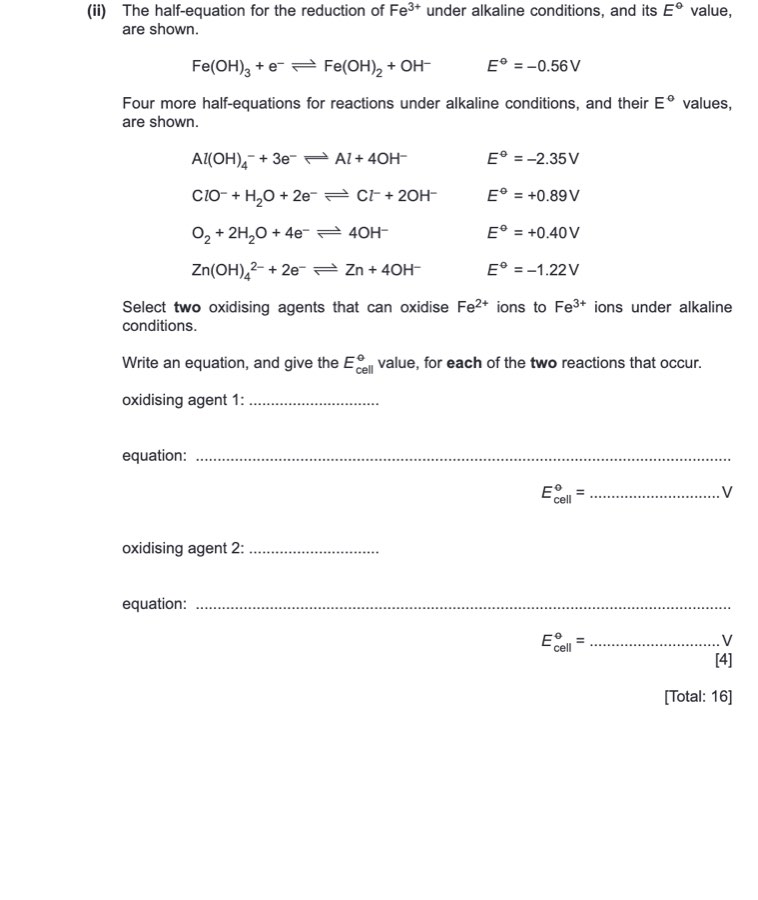 (ii) The half-equation for the reduction of Fe³⁺ under alkaline conditions, and its E⦵ value,
are shown.
Fe(OH)₃ + e⁻ ⇌ Fe(OH)₂ + OH⁻ E⦵ = –0.56V
Four more half-equations for reactions under alkaline conditions, and their E⦵ values,
are shown.
Al(OH)₄⁻ + 3e⁻ ⇌ Al + 4OH⁻ E⦵ = –2.35V
ClO⁻ + H₂O + 2e⁻ ⇌ Cl⁻ + 2OH⁻ E⦵ = +0.89V
O₂ + 2H₂O + 4e⁻ ⇌ 4OH⁻ E⦵ = +0.40V
Zn(OH)₄²⁻ + 2e⁻ ⇌ Zn + 4OH⁻ E⦵ = –1.22V
Select two oxidising agents that can oxidise Fe²⁺ ions to Fe³⁺ ions under alkaline
conditions.
Write an equation, and give the E⦵cell value, for each of the two reactions that occur.
oxidising agent 1: ..............................
equation: ..............................................................................................................................
E⦵cell = .............................. V
oxidising agent 2: ..............................
equation: ..............................................................................................................................
E⦵cell = .............................. V
[4]
[Total: 16]